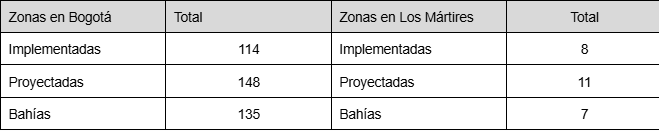 Zonas en Bogotá Total Zonas en Los Mártires Total
Implementadas 114 Implementadas 8
Proyectadas 148 Proyectadas 11
Bahías 135 Bahías 7